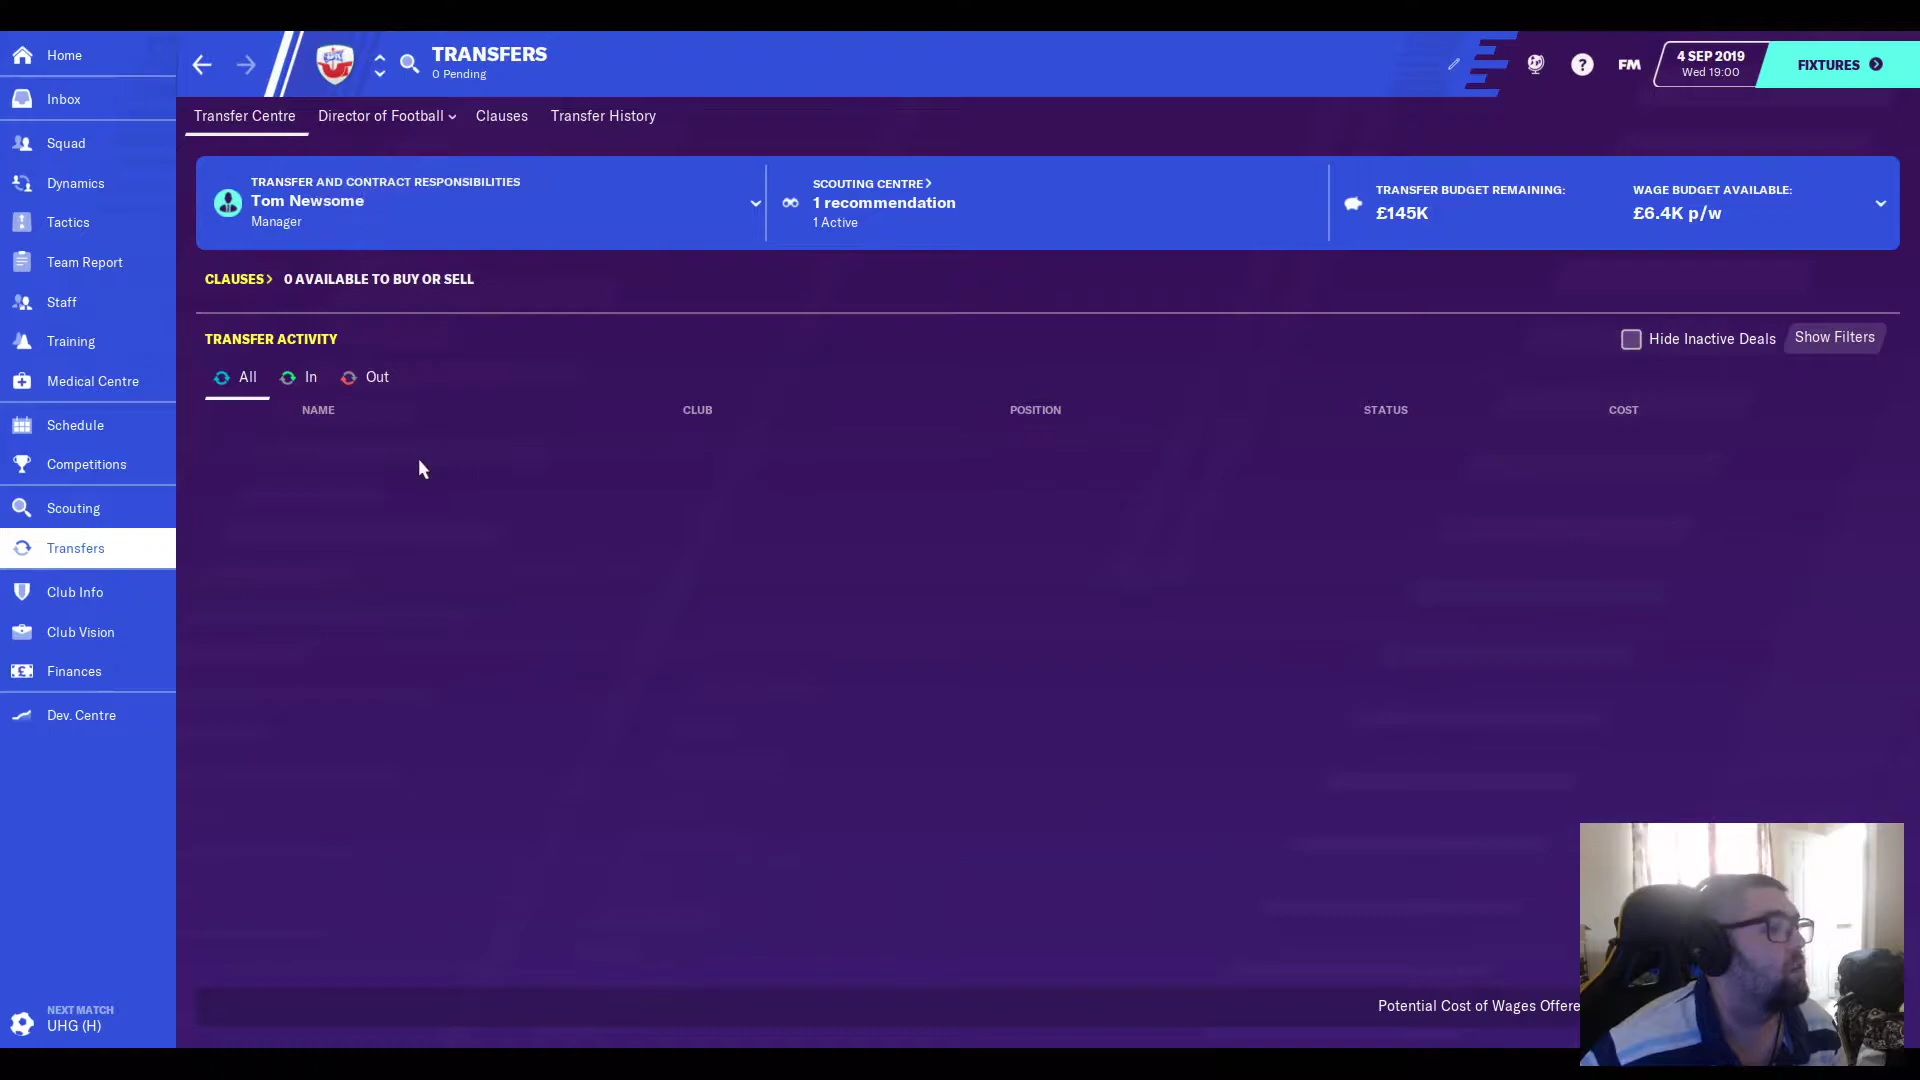 Home
Inbox
Squad
Dynamics
Tactics
Team Report
Staff
Training
Medical Centre
Schedule
Competitions
Scouting
Transfers
Club Info
Club Vision
Finances
Dev. Centre
NEXT MATCH
UHG (H)
TRANSFERS
0 Pending
?
FM
4 SEP 2019
Wed 19:00
FIXTURES
Transfer Centre
Director of Football
Clauses
Transfer History
TRANSFER AND CONTRACT RESPONSIBILITIES
Tom Newsome
Manager
SCOUTING CENTRE
1 recommendation
1 Active
TRANSFER BUDGET REMAINING:
£145K
WAGE BUDGET AVAILABLE:
£6.4K p/w
CLAUSES 0 AVAILABLE TO BUY OR SELL
TRANSFER ACTIVITY
Hide Inactive Deals
Show Filters
All In Out
NAME CLUB POSITION STATUS COST
Potential Cost of Wages Offere